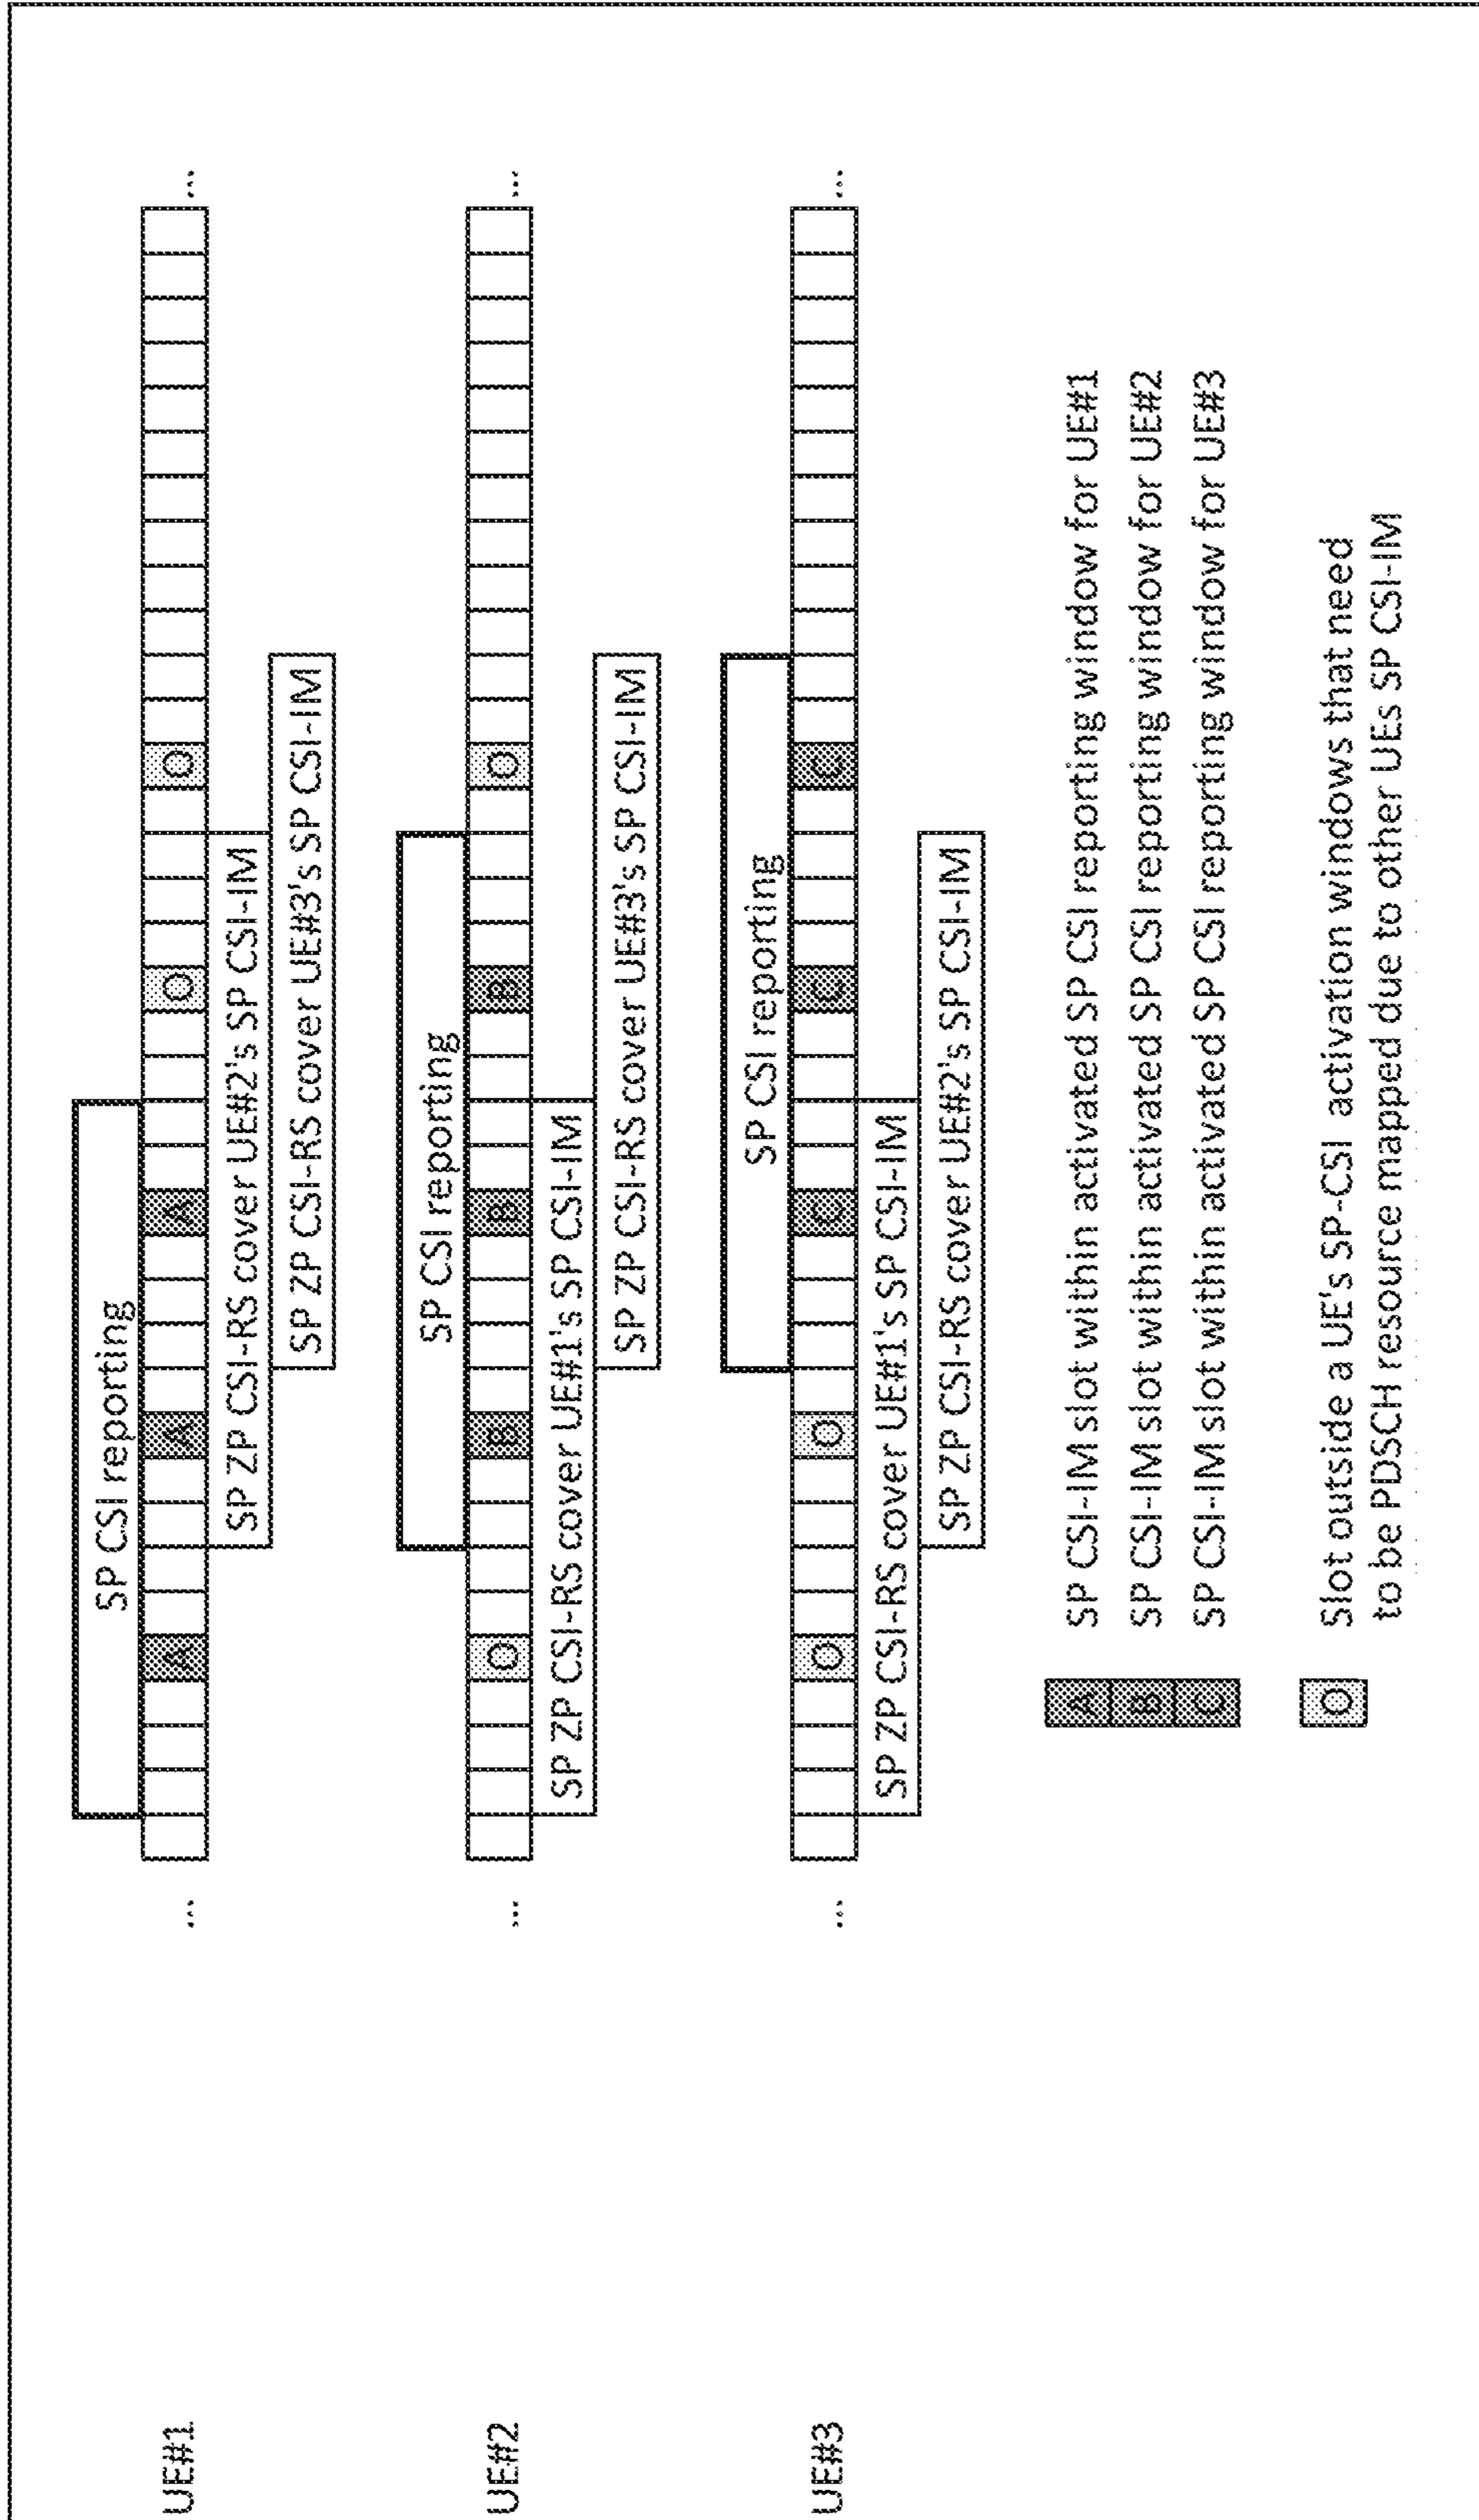 SP CSI reporting
UE#1 ... A A A O O ...
SP ZP CSI-RS cover UE#2's SP CSI-IM
SP ZP CSI-RS cover UE#3's SP CSI-IM
SP CSI reporting
UE#2 ... O B B B O ...
SP ZP CSI-RS cover UE#1's SP CSI-IM
SP ZP CSI-RS cover UE#3's SP CSI-IM
SP CSI reporting
UE#3 ... O O C C C ...
SP ZP CSI-RS cover UE#1's SP CSI-IM
SP ZP CSI-RS cover UE#2's SP CSI-IM
A SP CSI-IM slot within activated SP CSI reporting window for UE#1
B SP CSI-IM slot within activated SP CSI reporting window for UE#2
C SP CSI-IM slot within activated SP CSI reporting window for UE#3
O Slot outside a UE's SP-CSI activation windows that need
to be PDSCH resource mapped due to other UEs SP CSI-IM